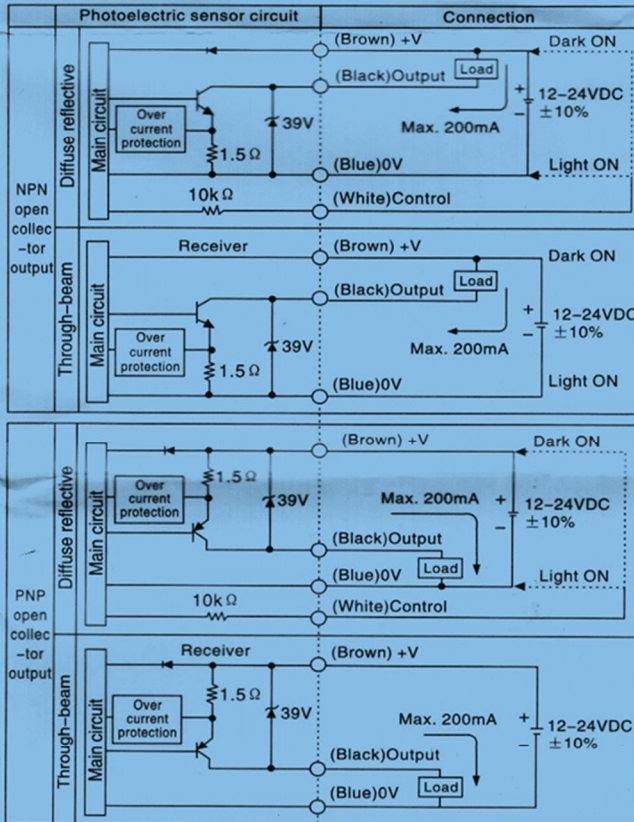 Photoelectric sensor circuit
Connection
NPN
open
collec
-tor
output
Diffuse reflective
Main circuit
Over
current
protection
1.5Ω
39V
10kΩ
(Brown) +V
(Black)Output
(Blue)0V
(White)Control
Load
Max. 200mA
Dark ON
+
12-24VDC
±10%
−
Light ON
Through-beam
Main circuit
Receiver
Over
current
protection
1.5Ω
39V
(Brown) +V
(Black)Output
(Blue)0V
Load
Max. 200mA
Dark ON
+
12-24VDC
±10%
−
Light ON
PNP
open
collec
-tor
output
Diffuse reflective
Main circuit
Over
current
protection
1.5Ω
39V
10kΩ
(Brown) +V
(Black)Output
(Blue)0V
(White)Control
Max. 200mA
Load
Dark ON
+
12-24VDC
±10%
−
Light ON
Through-beam
Main circuit
Receiver
Over
current
protection
1.5Ω
39V
(Brown) +V
(Black)Output
(Blue)0V
Max. 200mA
Load
+
12-24VDC
±10%
−